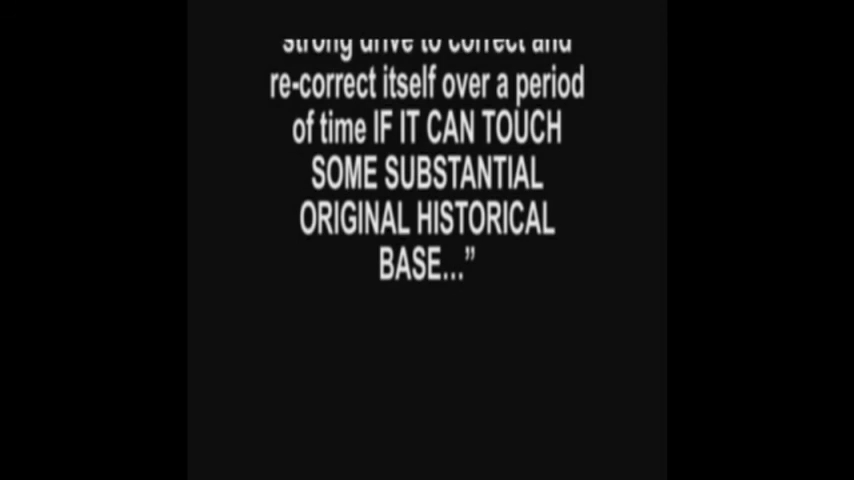 strong drive to correct and
re-correct itself over a period
of time IF IT CAN TOUCH
SOME SUBSTANTIAL
ORIGINAL HISTORICAL
BASE...”